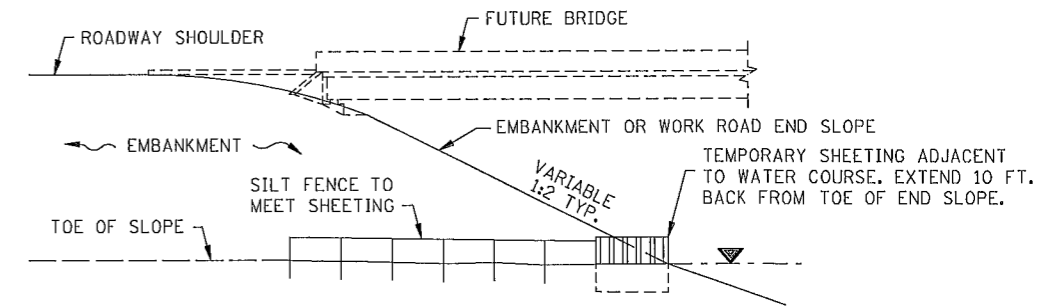 FUTURE BRIDGE
ROADWAY SHOULDER
EMBANKMENT OR WORK ROAD END SLOPE
EMBANKMENT
TEMPORARY SHEETING ADJACENT
TO WATER COURSE. EXTEND 10 FT.
BACK FROM TOE OF END SLOPE.
VARIABLE
1:2 TYP.
SILT FENCE TO
MEET SHEETING
TOE OF SLOPE